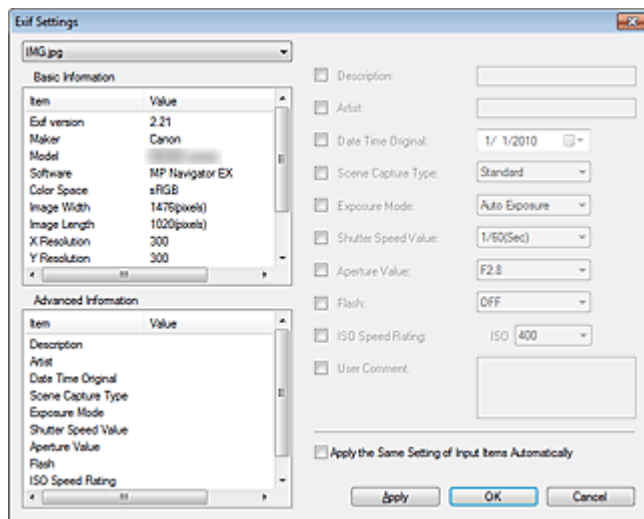 Exif Settings
IMG.jpg
Basic Information
Item Value
Exif version 2.21
Maker Canon
Model
Software MP Navigator EX
Color Space sRGB
Image Width 1476(pixels)
Image Length 1020(pixels)
X Resolution 300
Y Resolution 300
Advanced Information
Item Value
Description
Artist
Date Time Original
Scene Capture Type
Exposure Mode
Shutter Speed Value
Aperture Value
Flash
ISO Speed Rating
Description:
Artist:
Date Time Original: 1/ 1/2010
Scene Capture Type: Standard
Exposure Mode: Auto Exposure
Shutter Speed Value: 1/60(Sec)
Aperture Value: F2.8
Flash: OFF
ISO Speed Rating: ISO 400
User Comment:
Apply the Same Setting of Input Items Automatically
Apply OK Cancel